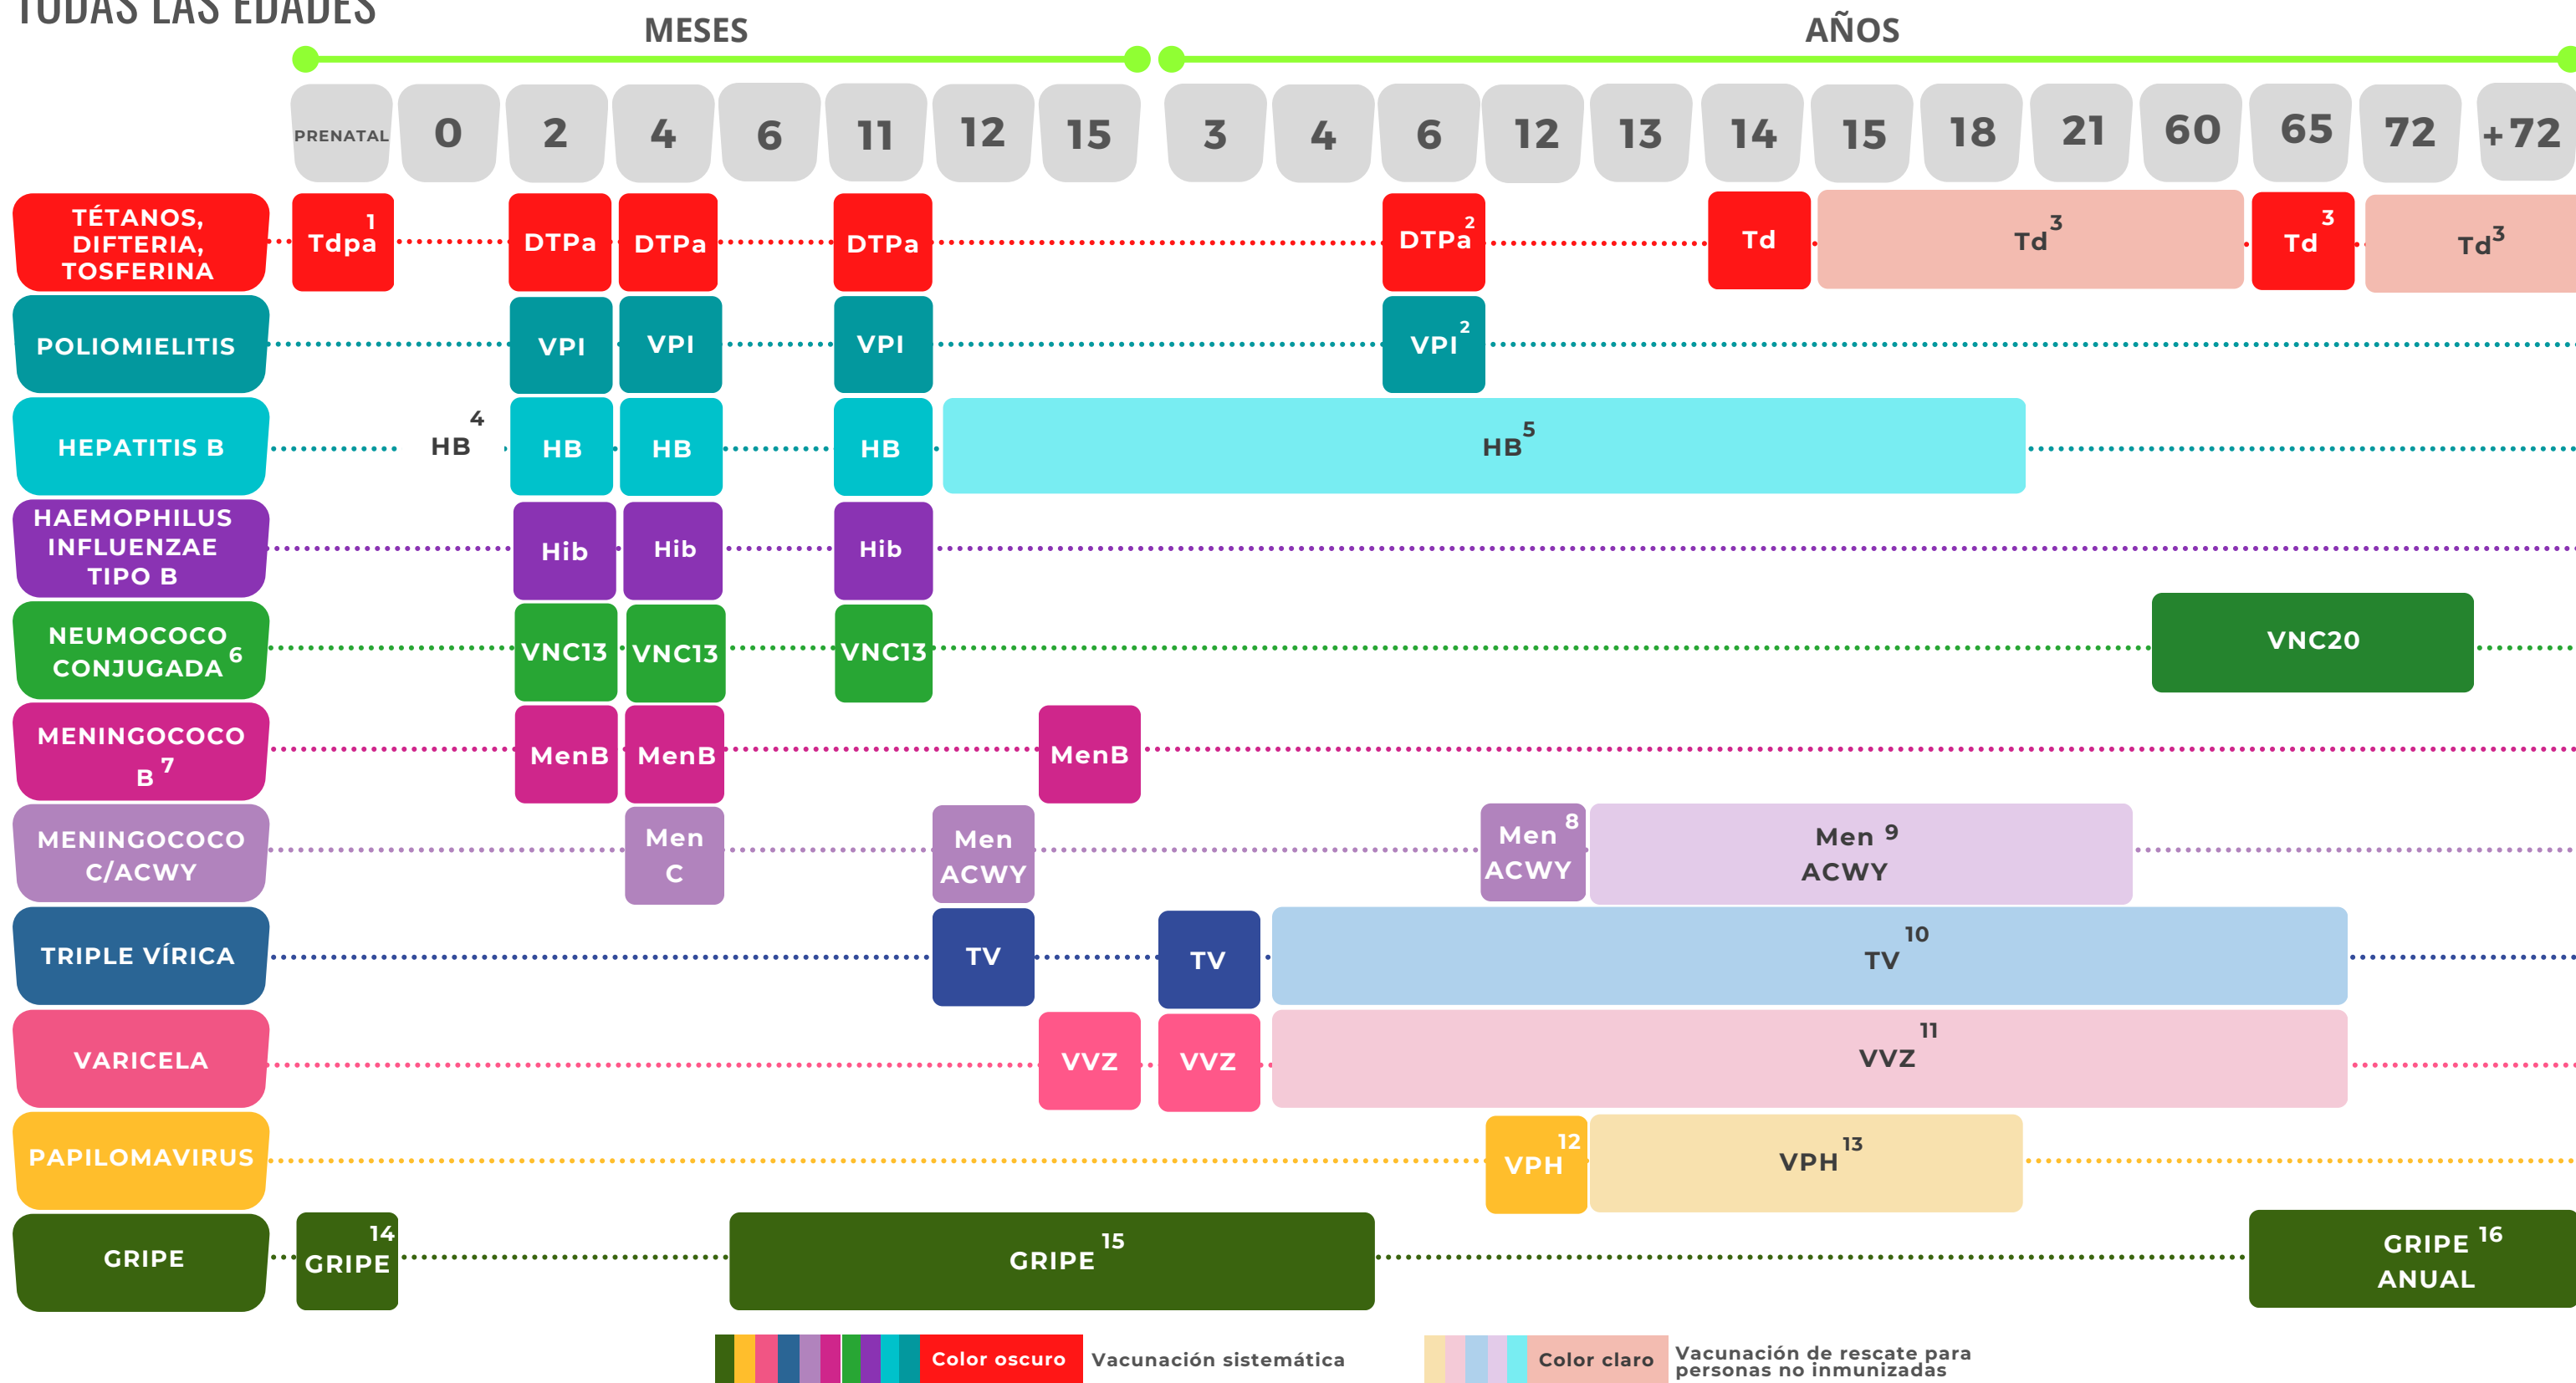 TODAS LAS EDADES
MESES
AÑOS
PRENATAL 0 2 4 6 11 12 15 3 4 6 12 13 14 15 18 21 60 65 72 +72
TÉTANOS,
DIFTERIA,
TOSFERINA
Tdpa 1 DTPa DTPa DTPa DTPa 2 Td Td 3 Td 3 Td 3
POLIOMIELITIS VPI VPI VPI VPI 2
HEPATITIS B HB 4 HB HB HB HB 5
HAEMOPHILUS
INFLUENZAE
TIPO B
Hib Hib Hib
NEUMOCOCO
CONJUGADA 6
VNC13 VNC13 VNC13 VNC20
MENINGOCOCO
B 7
MenB MenB MenB
MENINGOCOCO
C/ACWY
Men
C
Men
ACWY
Men 8
ACWY
Men 9
ACWY
TRIPLE VÍRICA TV TV TV 10
VARICELA VVZ VVZ VVZ 11
PAPILOMAVIRUS VPH 12 VPH 13
GRIPE GRIPE 14 GRIPE 15 GRIPE 16
ANUAL
Color oscuro Vacunación sistemática
Color claro Vacunación de rescate para
personas no inmunizadas